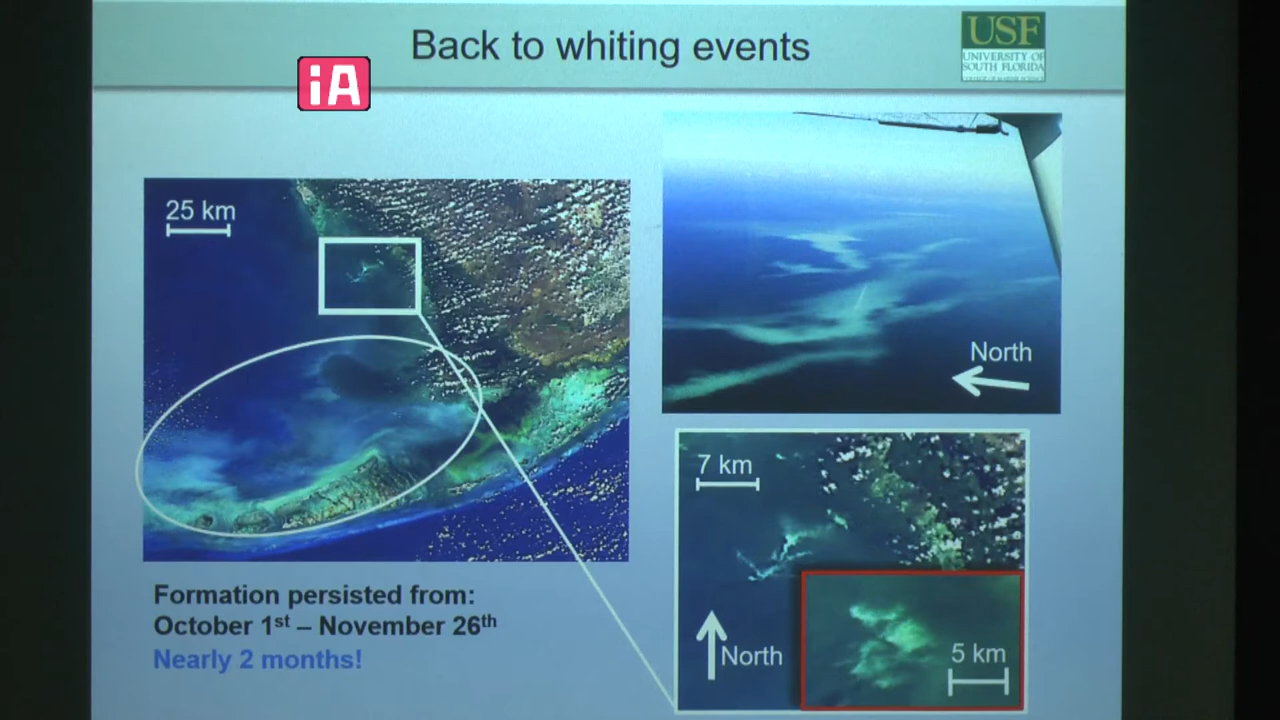 Back to whiting events
iA
USF
UNIVERSITY OF
SOUTH FLORIDA
25 km
North
7 km
North
5 km
Formation persisted from:
October 1st – November 26th
Nearly 2 months!